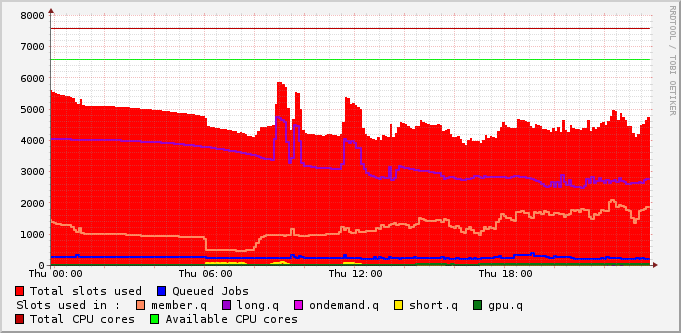 8000
7000
6000
5000
4000
3000
2000
1000
0
Thu 00:00 Thu 06:00 Thu 12:00 Thu 18:00
RRDTOOL / TOBI OETIKER
Total slots used Queued Jobs
Slots used in : member.q long.q ondemand.q short.q gpu.q
Total CPU cores Available CPU cores